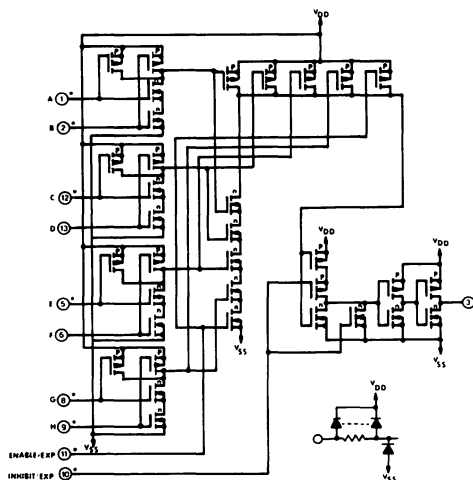 VDD
A 1 *
B 2 *
C 12 *
D 13 *
E 5 *
F 6 *
G 8 *
H 9 *
VSS
ENABLE·EXP 11 *
INHIBIT·EXP 10 *
VSS
VDD
VDD
3
VSS
VDD
VSS